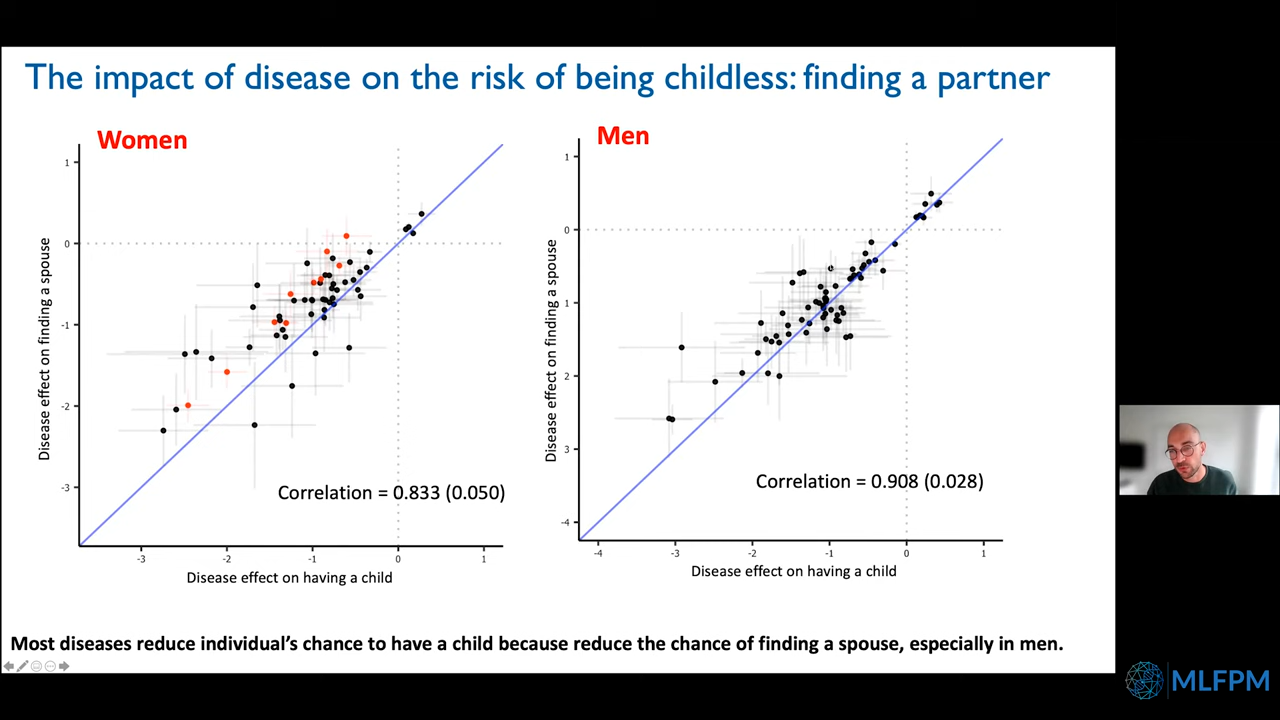 The impact of disease on the risk of being childless: finding a partner
Women
Disease effect on finding a spouse
1
0
-1
-2
-3
-3
-2
-1
0
1
Correlation = 0.833 (0.050)
Disease effect on having a child
Men
Disease effect on finding a spouse
1
0
1
2
3
-4
-4
-3
-2
-1
0
1
Correlation = 0.908 (0.028)
Disease effect on having a child
Most diseases reduce individual’s chance to have a child because reduce the chance of finding a spouse, especially in men.
MLFPM